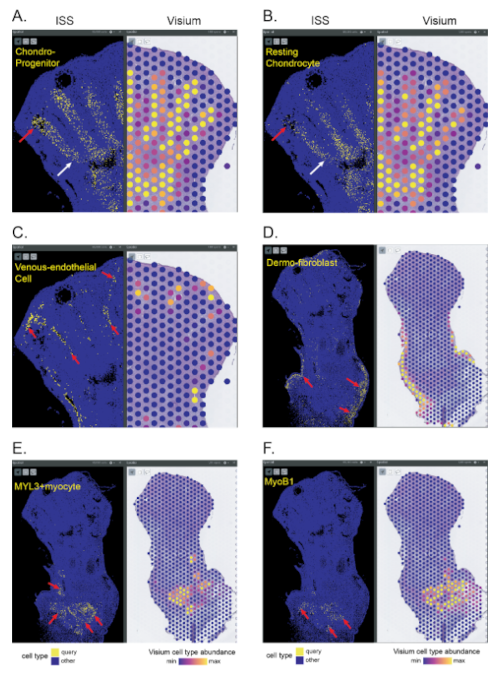 A.
ISS
Visium
Chondro-
Progenitor
B.
ISS
Visium
Resting
Chondrocyte
C.
Venous-endothelial
Cell
D.
Dermo-fibroblast
E.
MYL3+myocyte
F.
MyoB1
cell type
query
other
Visium cell type abundance
min
max
cell type
query
other
Visium cell type abundance
min
max